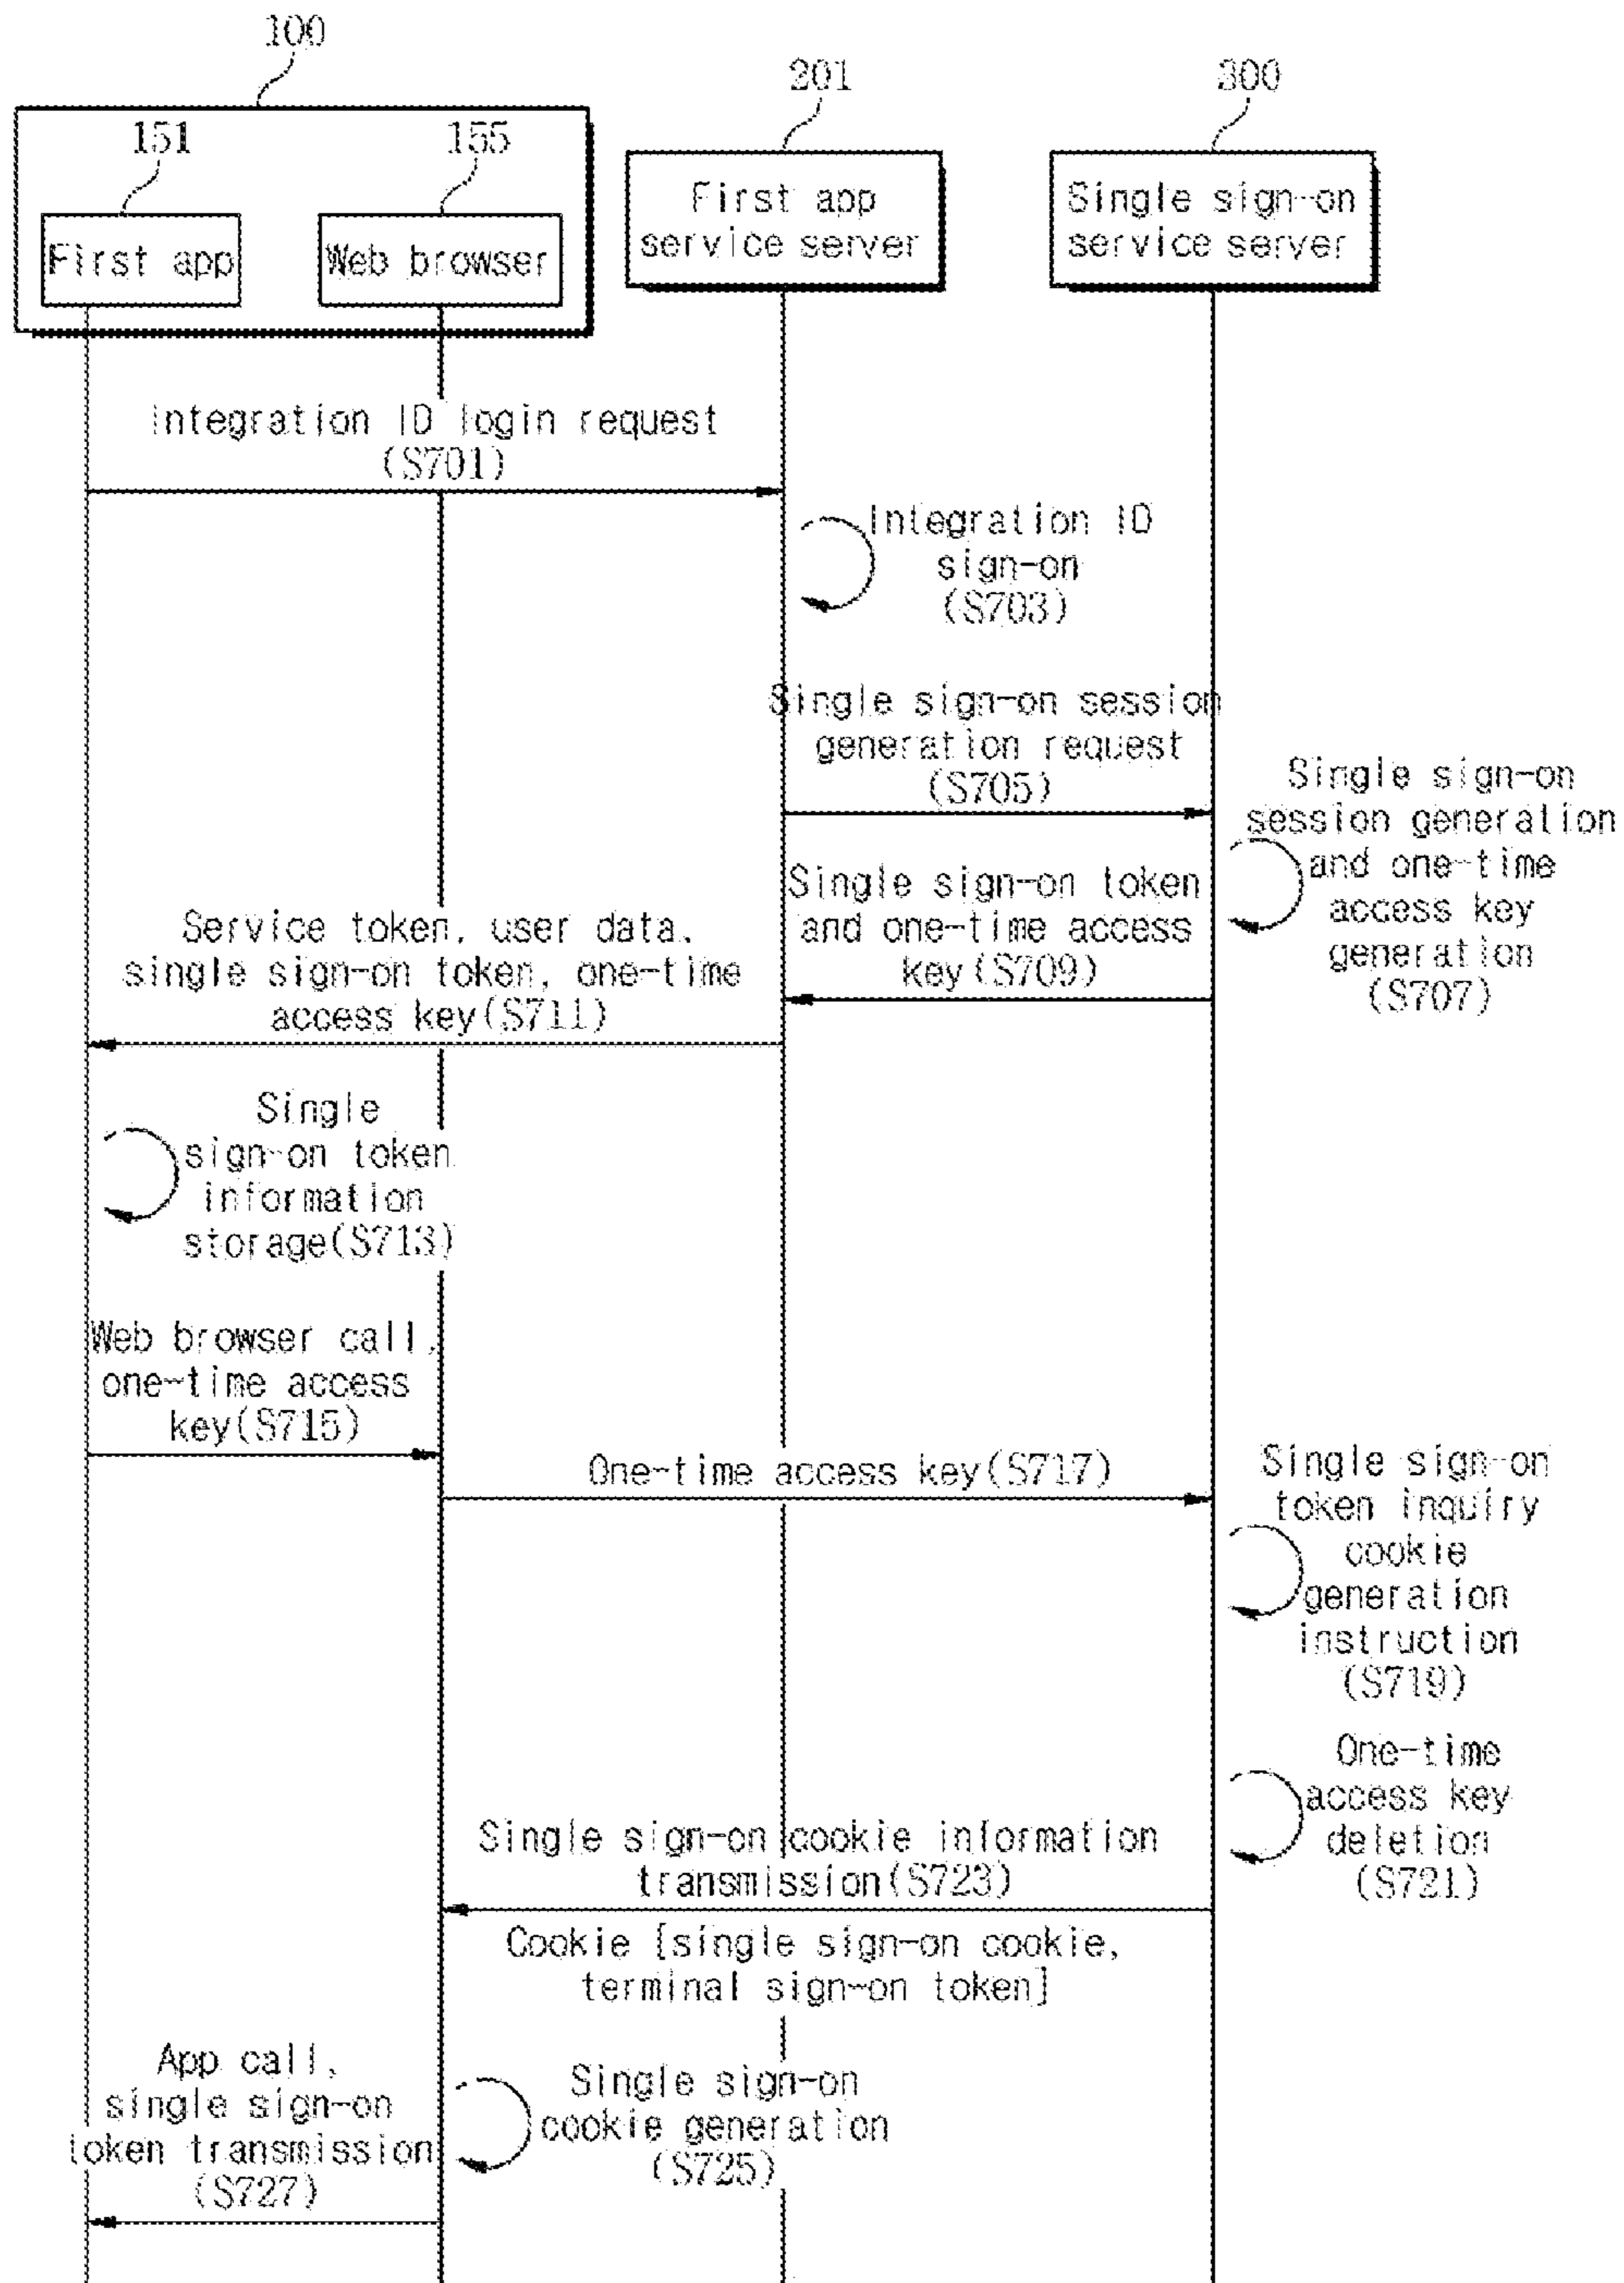 100
201
300
151
155
First app
Web browser
First app
service server
Single sign-on
service server
Integration ID login request
(S701)
Integration ID
sign-on
(S703)
Single sign-on session
generation request
(S705)
Single sign-on
session generation
and one-time
access key
generation
(S707)
Single sign-on token
and one-time access
key(S709)
Service token, user data,
single sign-on token, one-time
access key(S711)
Single
sign-on token
information
storage(S713)
Web browser call,
one-time access
key(S715)
One-time access key(S717)
Single sign-on
token inquiry
cookie
generation
instruction
(S719)
One-time
access key
deletion
(S721)
Single sign-on cookie information
transmission(S723)
Cookie [single sign-on cookie,
terminal sign-on token]
App call,
single sign-on
token transmission
(S727)
Single sign-on
cookie generation
(S725)